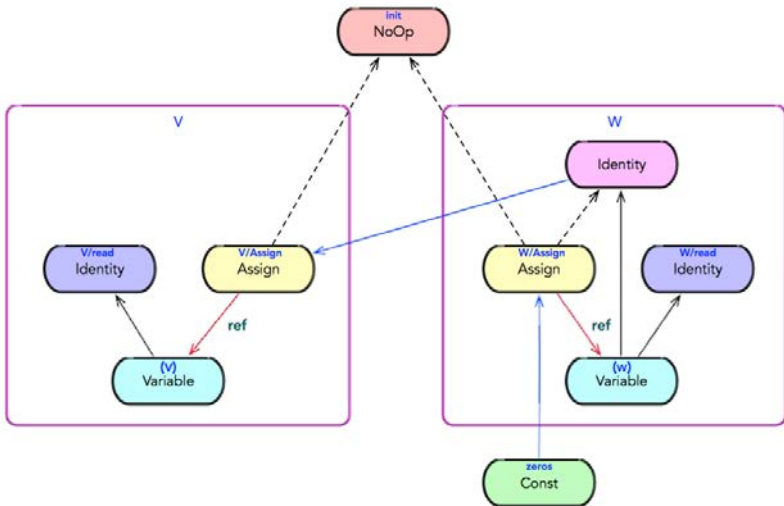 init
NoOp
V
W
Identity
V/read
Identity
V/Assign
Assign
W/Assign
Assign
W/read
Identity
ref
ref
(V)
Variable
(w)
Variable
zeros
Const